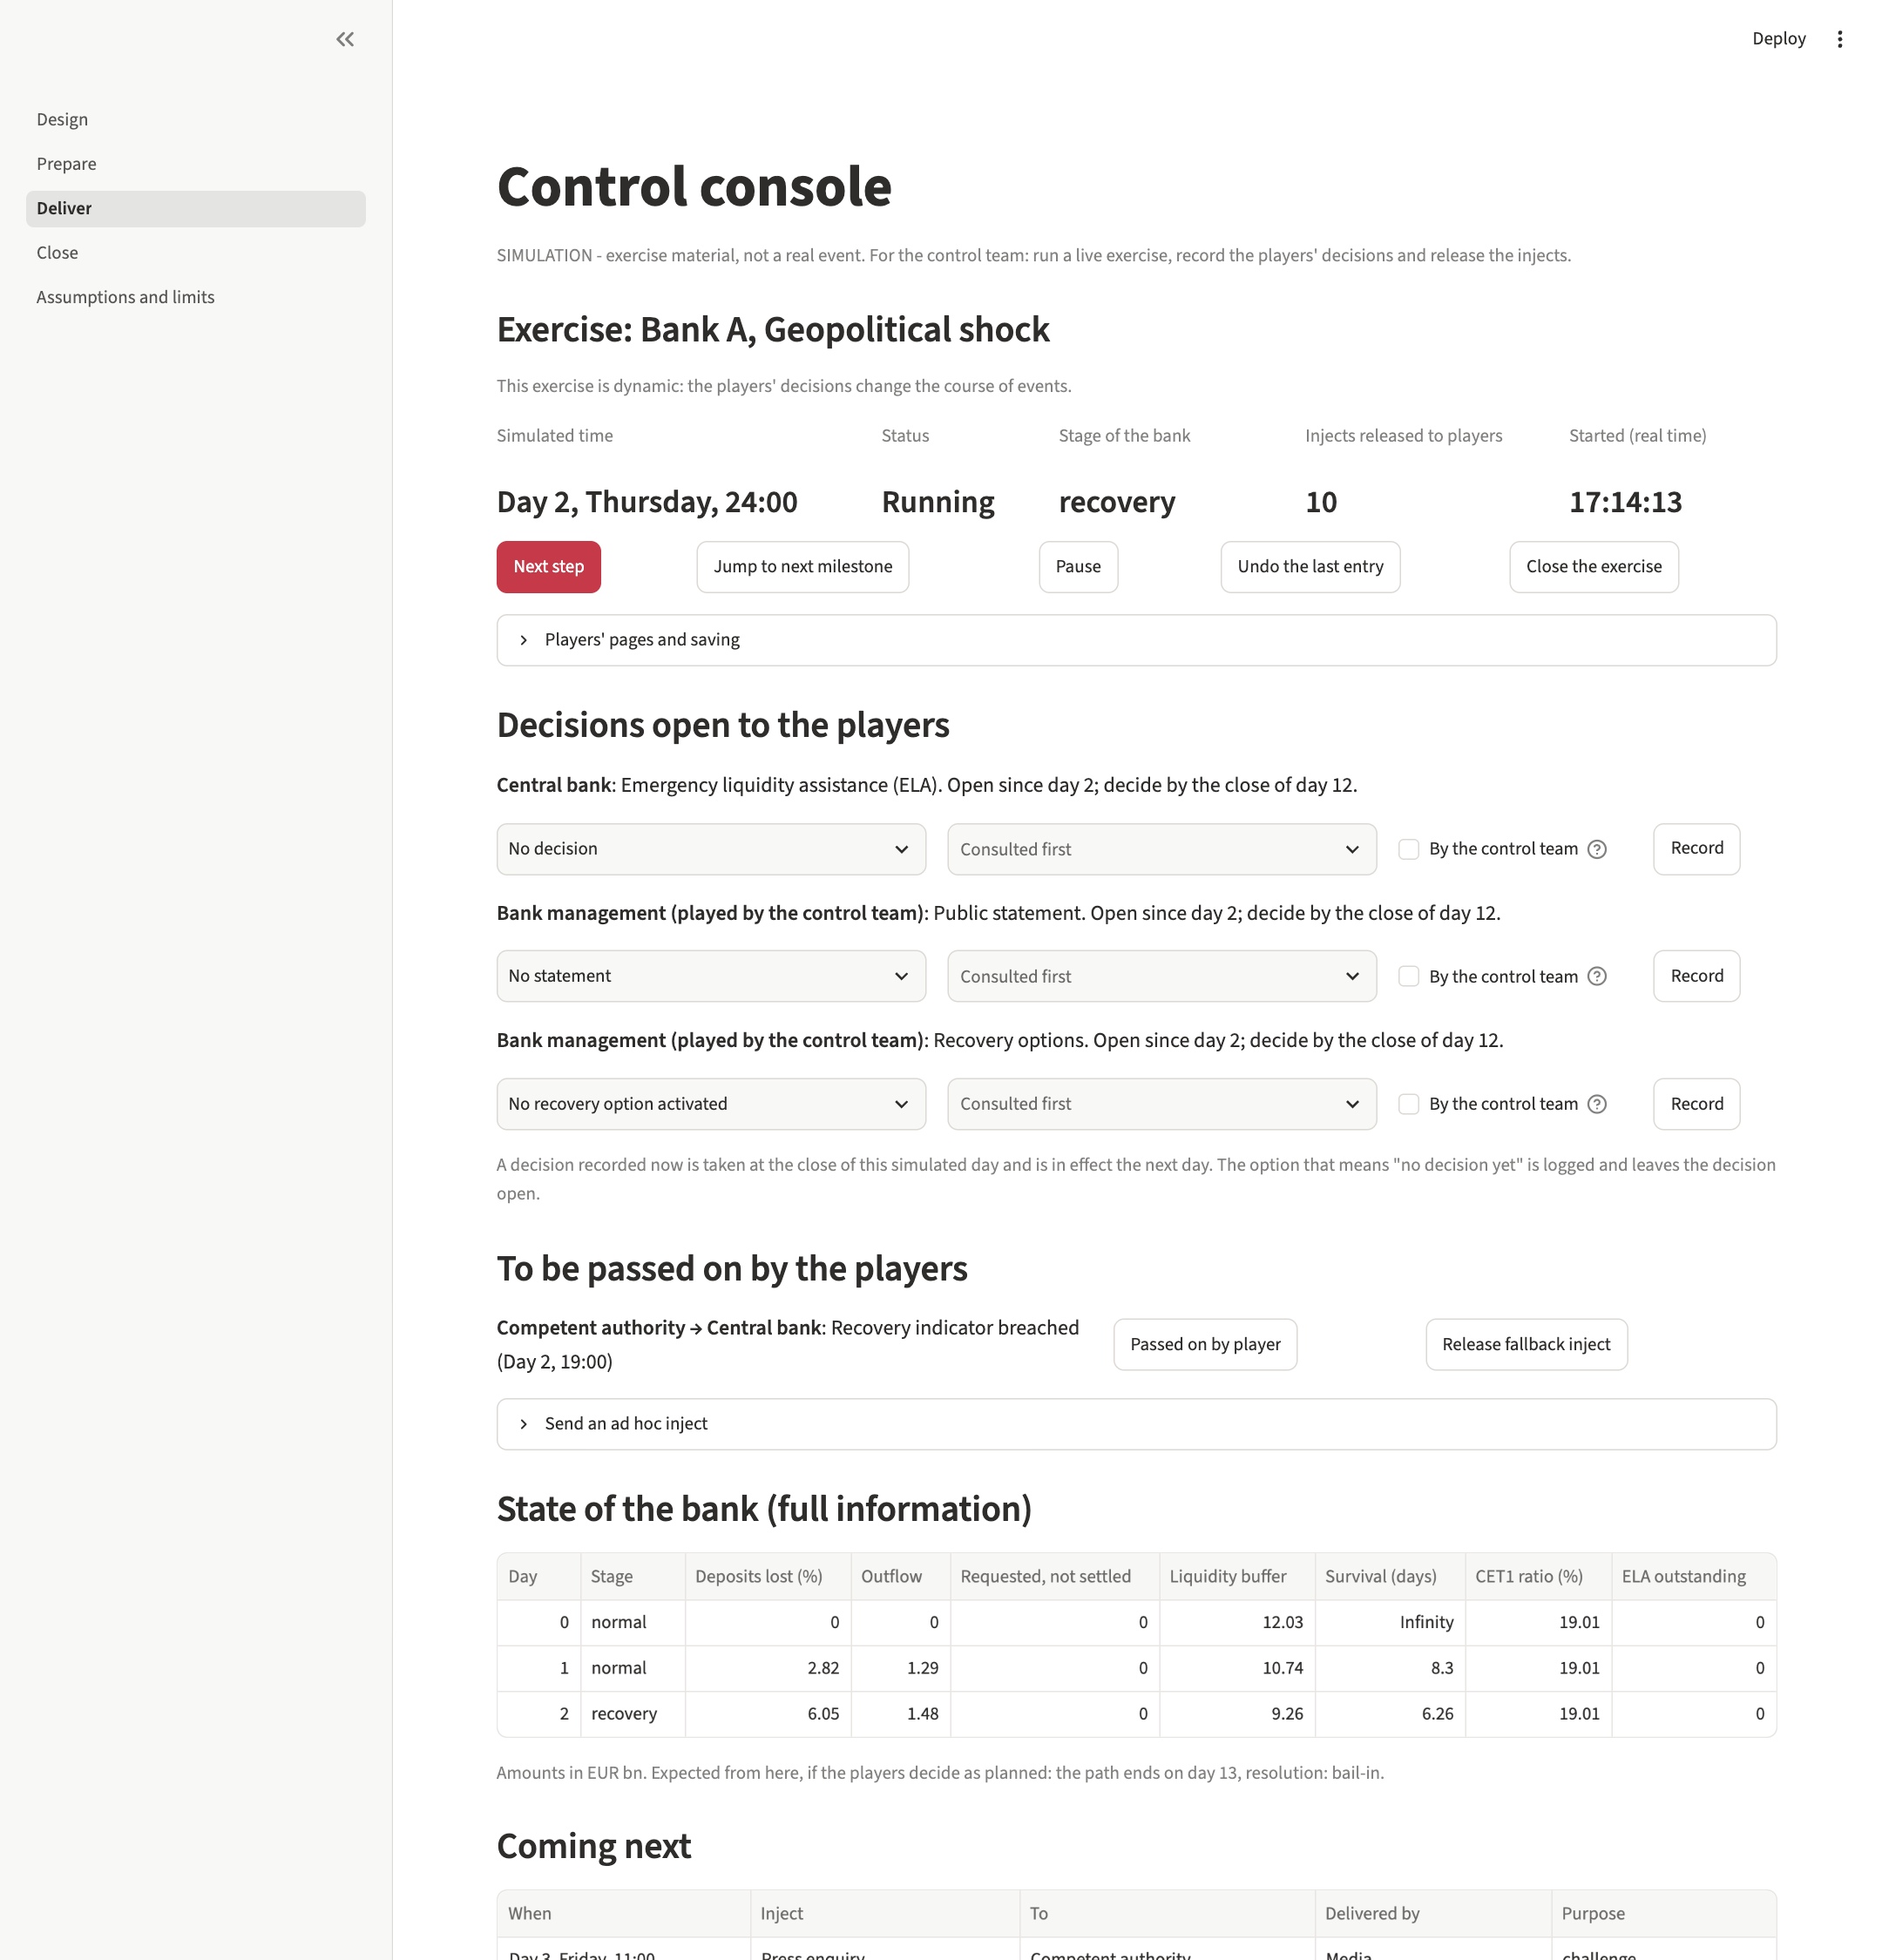 Deploy
Design
Prepare
Deliver
Close
Assumptions and limits
Control console
SIMULATION - exercise material, not a real event. For the control team: run a live exercise, record the players' decisions and release the injects.
Exercise: Bank A, Geopolitical shock
This exercise is dynamic: the players' decisions change the course of events.
Simulated time Status Stage of the bank Injects released to players Started (real time)
Day 2, Thursday, 24:00 Running recovery 10 17:14:13
Next step Jump to next milestone Pause Undo the last entry Close the exercise
Players' pages and saving
Decisions open to the players
Central bank: Emergency liquidity assistance (ELA). Open since day 2; decide by the close of day 12.
No decision Consulted first By the control team Record
Bank management (played by the control team): Public statement. Open since day 2; decide by the close of day 12.
No statement Consulted first By the control team Record
Bank management (played by the control team): Recovery options. Open since day 2; decide by the close of day 12.
No recovery option activated Consulted first By the control team Record
A decision recorded now is taken at the close of this simulated day and is in effect the next day. The option that means "no decision yet" is logged and leaves the decision
open.
To be passed on by the players
Competent authority → Central bank: Recovery indicator breached
(Day 2, 19:00)
Passed on by player Release fallback inject
Send an ad hoc inject
State of the bank (full information)
Day Stage Deposits lost (%) Outflow Requested, not settled Liquidity buffer Survival (days) CET1 ratio (%) ELA outstanding
0 normal 0 0 0 12.03 Infinity 19.01 0
1 normal 2.82 1.29 0 10.74 8.3 19.01 0
2 recovery 6.05 1.48 0 9.26 6.26 19.01 0
Amounts in EUR bn. Expected from here, if the players decide as planned: the path ends on day 13, resolution: bail-in.
Coming next
When Inject To Delivered by Purpose
Day 3, Friday, 11:00 Press enquiry Competent authority Media challenge